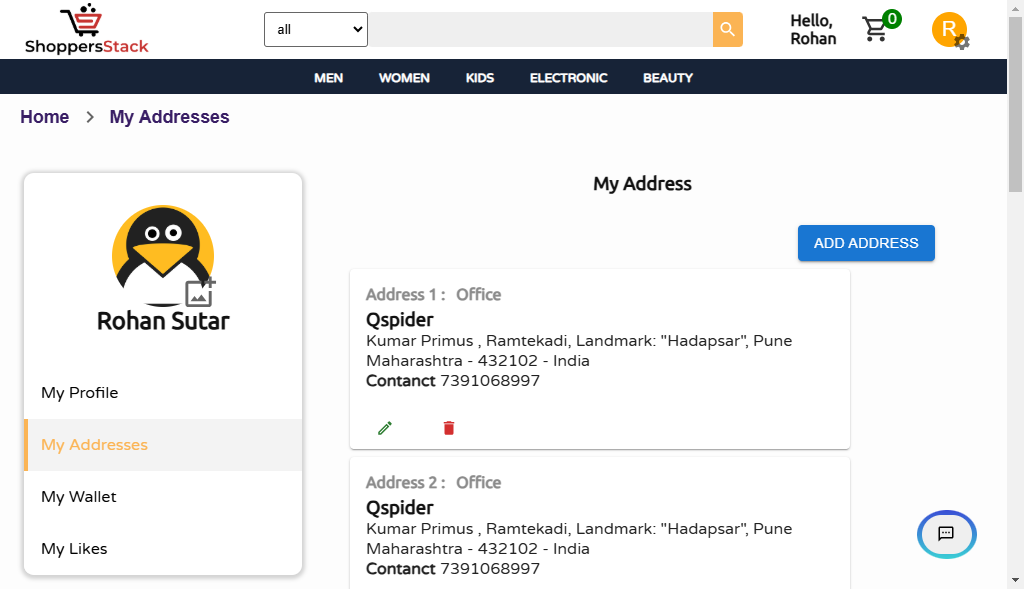 ShoppersStack
all
Hello,
Rohan
0
R
MEN WOMEN KIDS ELECTRONIC BEAUTY
Home > My Addresses
Rohan Sutar
My Profile
My Addresses
My Wallet
My Likes
My Address
ADD ADDRESS
Address 1 : Office
Qspider
Kumar Primus , Ramtekadi, Landmark: "Hadapsar", Pune
Maharashtra - 432102 - India
Contanct 7391068997
Address 2 : Office
Qspider
Kumar Primus , Ramtekadi, Landmark: "Hadapsar", Pune
Maharashtra - 432102 - India
Contanct 7391068997